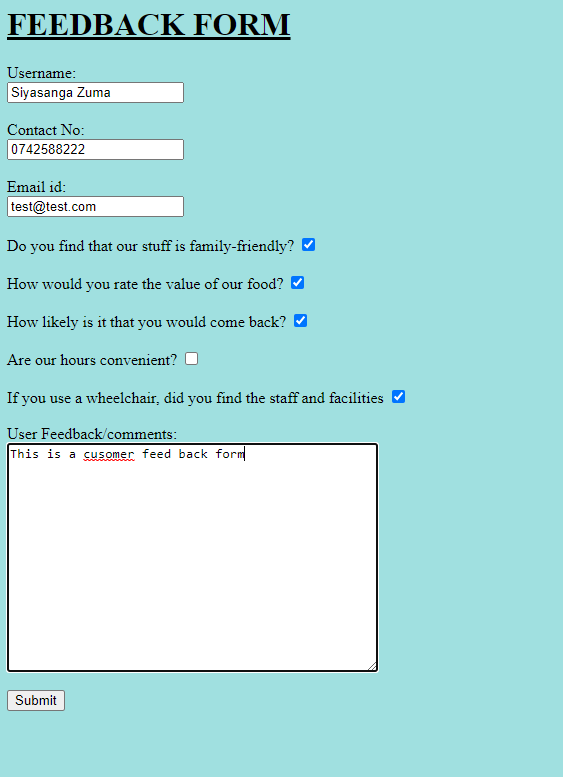 FEEDBACK FORM
Username:
Siyasanga Zuma
Contact No:
0742588222
Email id:
test@test.com
Do you find that our stuff is family-friendly?
How would you rate the value of our food?
How likely is it that you would come back?
Are our hours convenient?
If you use a wheelchair, did you find the staff and facilities
User Feedback/comments:
This is a cusomer feed back form
Submit